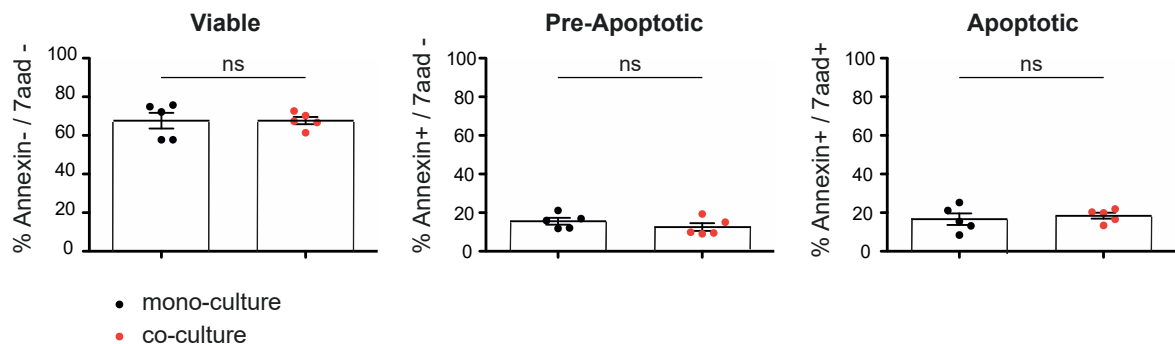 Viable
% Annexin- / 7aad -
100
80
60
40
20
0
ns
Pre-Apoptotic
% Annexin+ / 7aad -
100
80
60
40
20
0
ns
Apoptotic
% Annexin+ / 7aad+
100
80
60
40
20
0
ns
mono-culture
co-culture